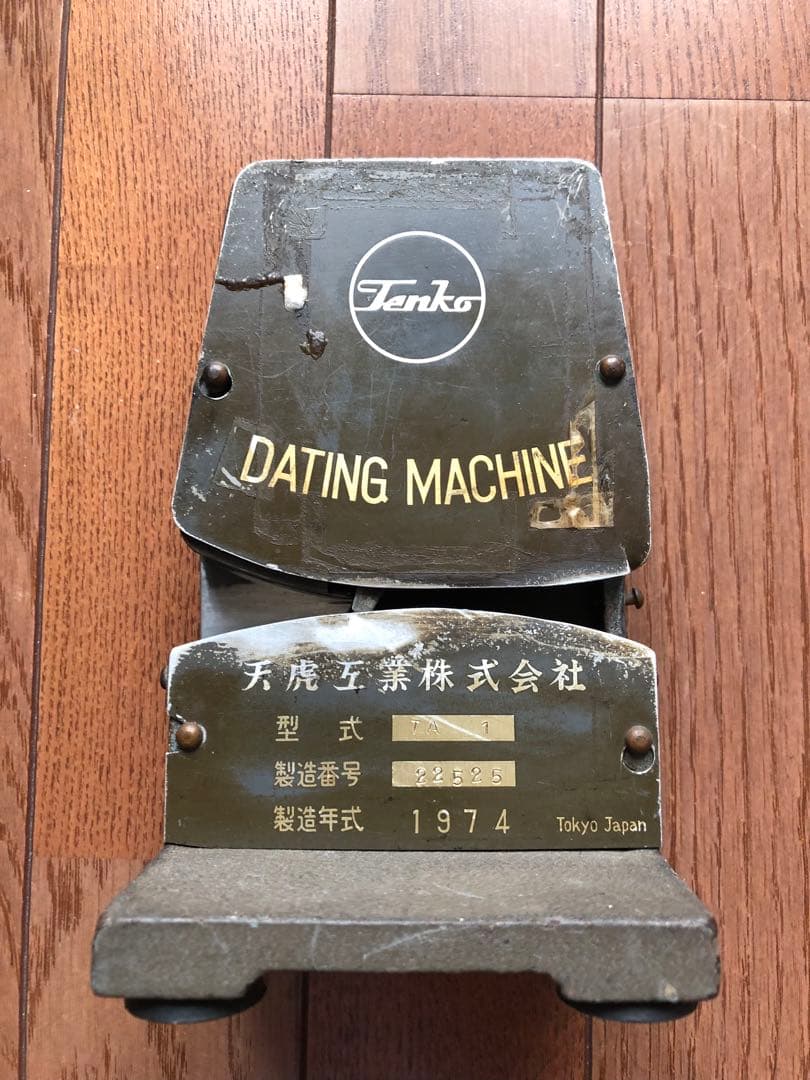 Tenko
DATING MACHINE
天虎工業株式会社
型式 TA 1
製造番号 22525
製造年式 1974
Tokyo Japan